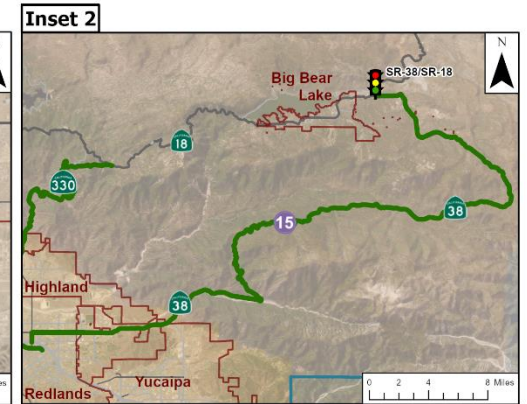 Inset 2
N
SR-38/SR-18
Big Bear
Lake
18
330
38
15
Highland
38
Yucaipa
Redlands
es
0 2 4 8 Miles